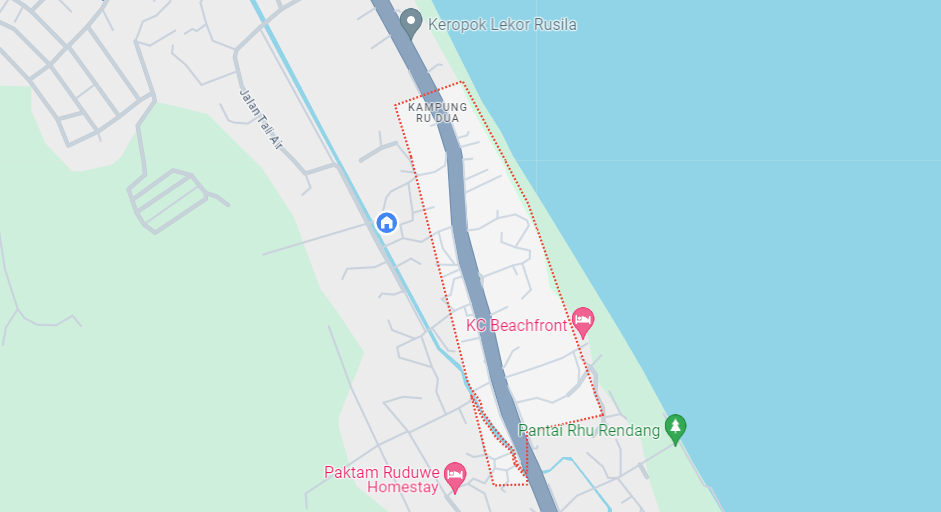 Keropok Lekor Rusila
KAMPUNG
RU DUA
Jalan Tali Air
KC Beachfront
Pantai Rhu Rendang
Paktam Ruduwe
Homestay